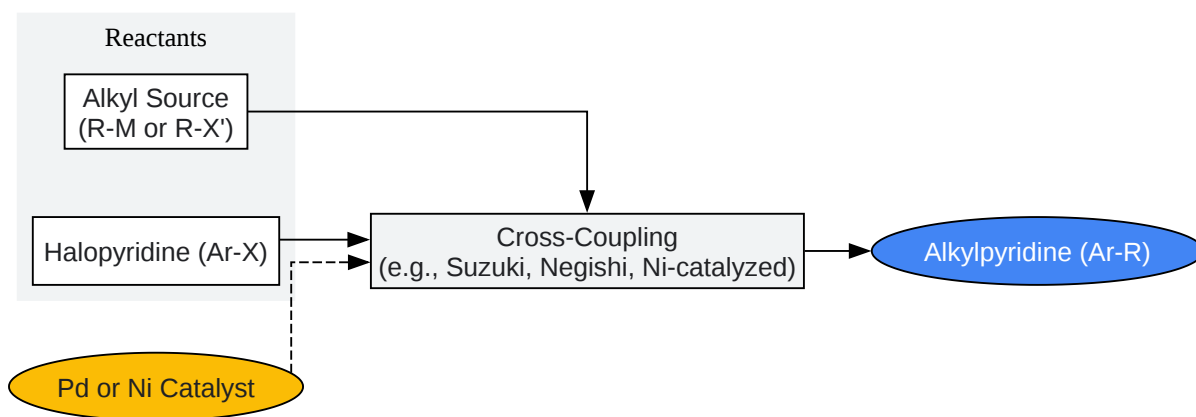 Reactants
Alkyl Source
(R-M or R-X')
Halopyridine (Ar-X)
Cross-Coupling
(e.g., Suzuki, Negishi, Ni-catalyzed)
Alkylpyridine (Ar-R)
Pd or Ni Catalyst